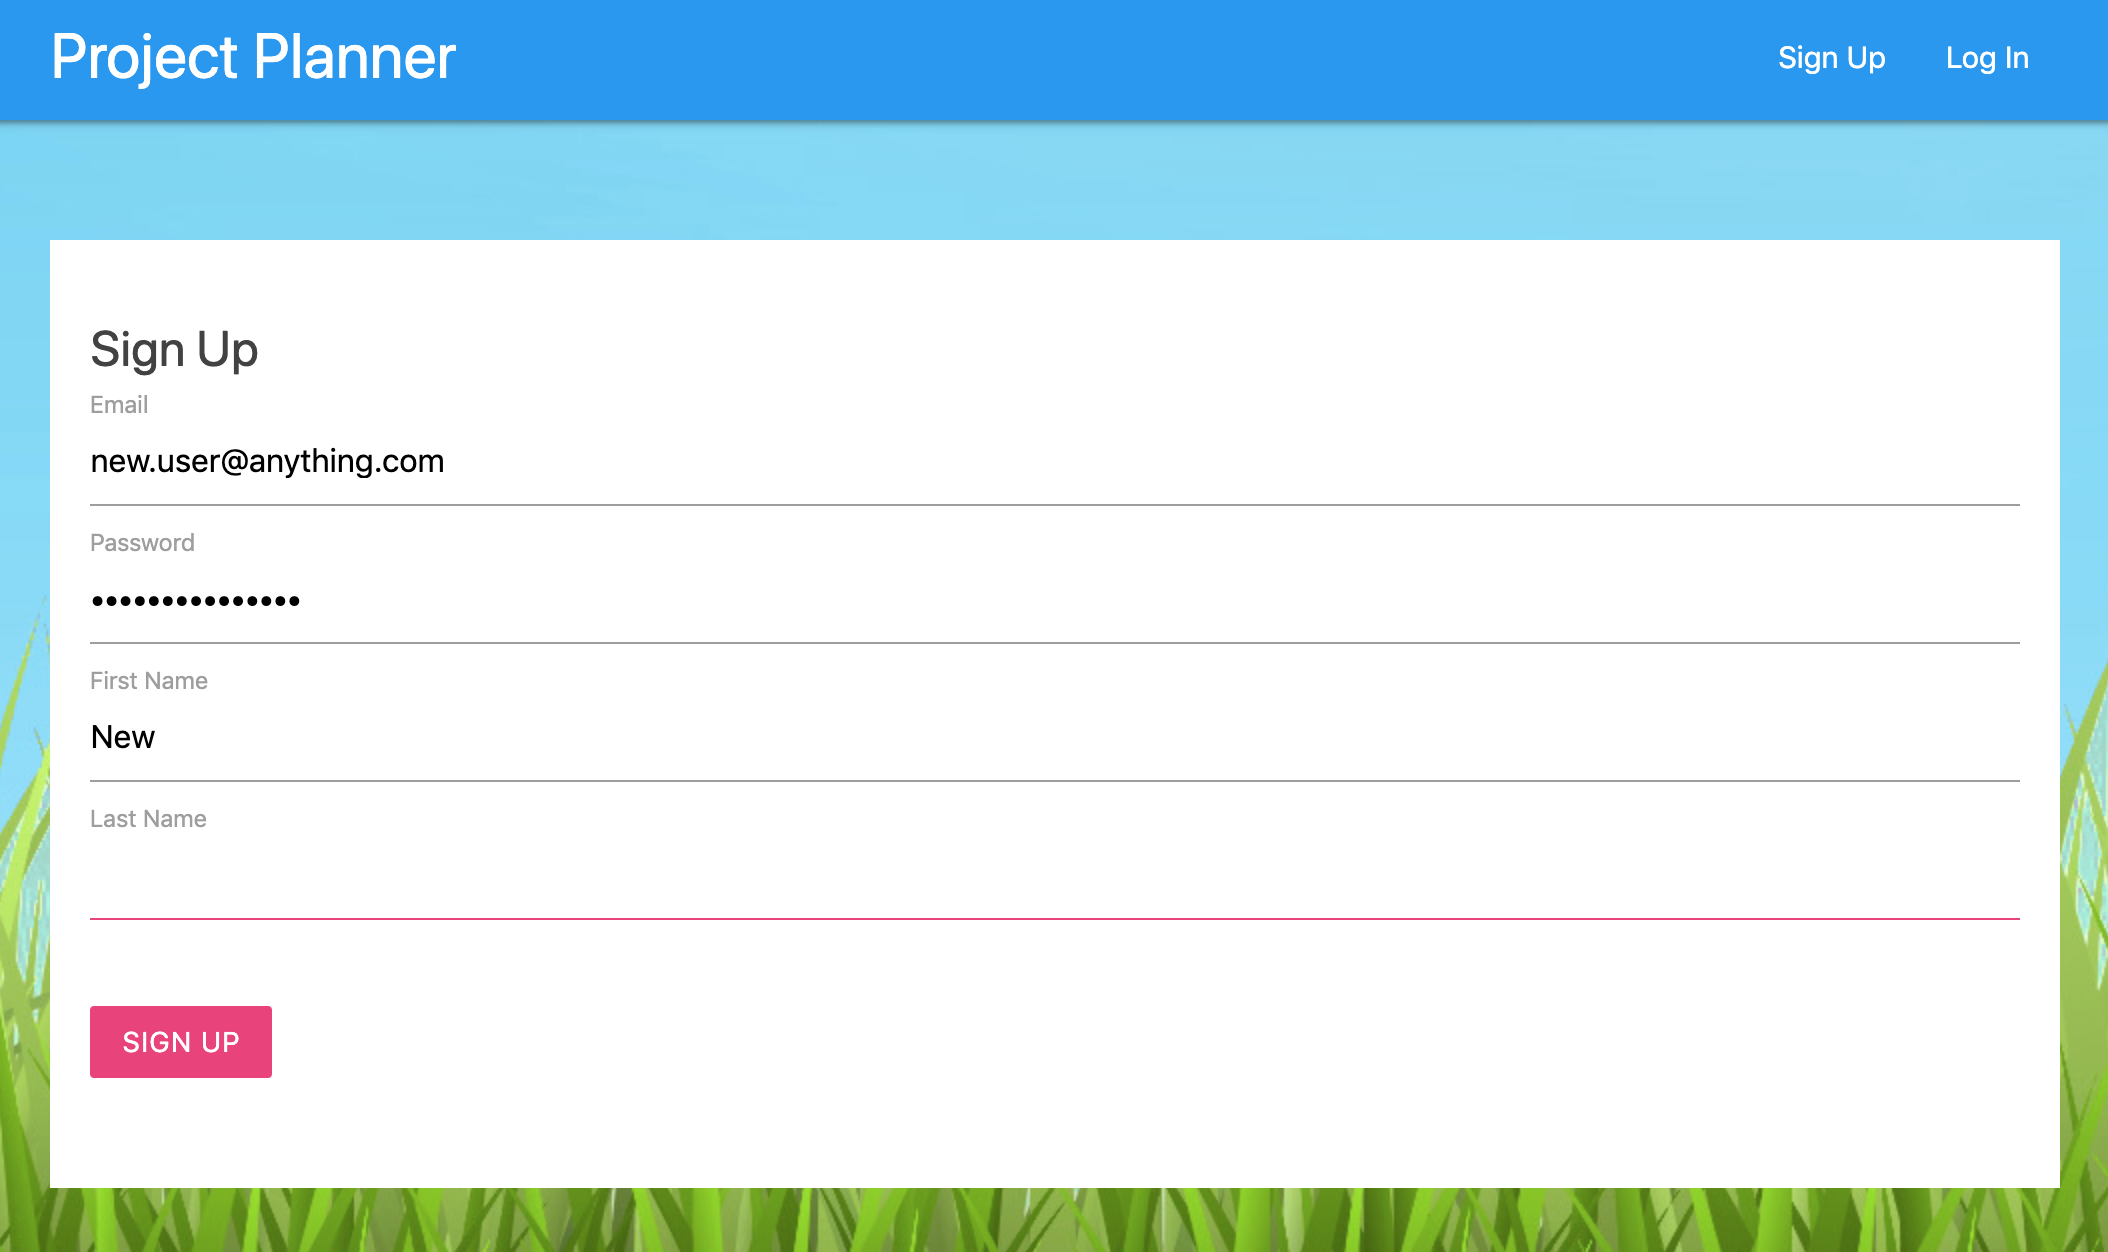 Project Planner
Sign Up
Log In
Sign Up
Email
new.user@anything.com
Password
•••••••••••••••
First Name
New
Last Name
SIGN UP